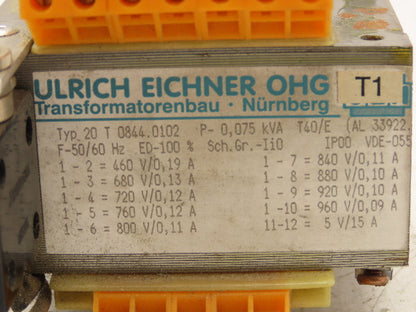 ULRICH EICHNER OHG T1
Transformatorenbau · Nürnberg
Typ 20 T 0844.0102 P- 0,075 kVA T40/E (AL 33922.
F-50/60 Hz ED-100 % Sch.Gr.-IiO IP00 VDE-055
1 - 2 = 460 V/0,19 A 1 - 7 = 840 V/0,11 A
1 - 3 = 680 V/0,13 A 1 - 8 = 880 V/0,10 A
1 - 4 = 720 V/0,12 A 1 - 9 = 920 V/0,10 A
1 - 5 = 760 V/0,12 A 1 -10 = 960 V/0,09 A
1 - 6 = 800 V/0,11 A 11-12 = 5 V/15 A